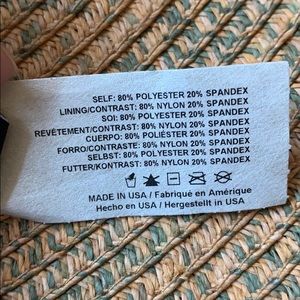 SELF: 80% POLYESTER 20% SPANDEX
LINING/CONTRAST: 80% NYLON 20% SPANDEX
SOI: 80% POLYESTER 20% SPANDEX
REVÊTEMENT/CONTRAST: 80% NYLON 20% SPANDEX
CUERPO: 80% POLIÉSTER 20% SPANDEX
FORRO/CONTRASTE: 80% NYLON 20% SPANDEX
SELBST: 80% POLYESTER 20% SPANDEX
FUTTER/KONTRAST: 80% NYLON 20% SPANDEX
MADE IN USA / Fabriqué en Amérique
Hecho en USA / Hergestellt in USA